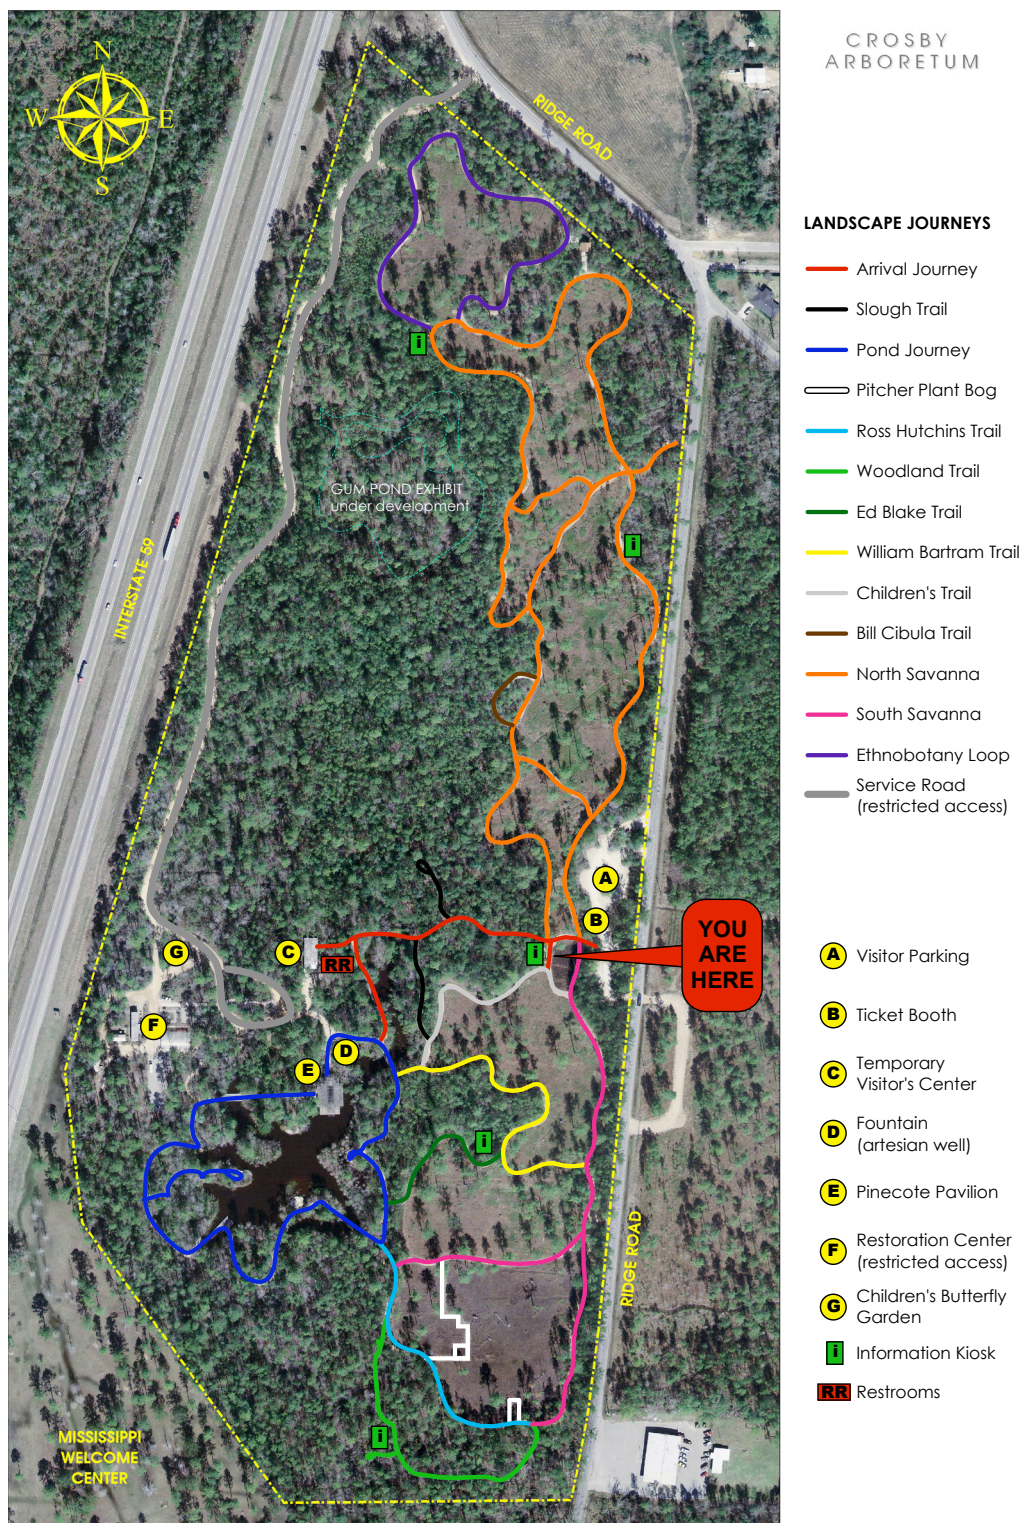 CROSBY
ARBORETUM
N
W
E
S
RIDGE ROAD
LANDSCAPE JOURNEYS
Arrival Journey
Slough Trail
Pond Journey
Pitcher Plant Bog
Ross Hutchins Trail
Woodland Trail
Ed Blake Trail
William Bartram Trail
Children's Trail
Bill Cibula Trail
North Savanna
South Savanna
Ethnobotany Loop
Service Road
(restricted access)
i
GUM POND EXHIBIT
under development
INTERSTATE 59
i
A
B
YOU
ARE
HERE
G
C
RR
i
F
D
E
i
RIDGE ROAD
i
MISSISSIPPI
WELCOME
CENTER
A Visitor Parking
B Ticket Booth
C Temporary
Visitor's Center
D Fountain
(artesian well)
E Pinecote Pavilion
F Restoration Center
(restricted access)
G Children's Butterfly
Garden
i Information Kiosk
RR Restrooms